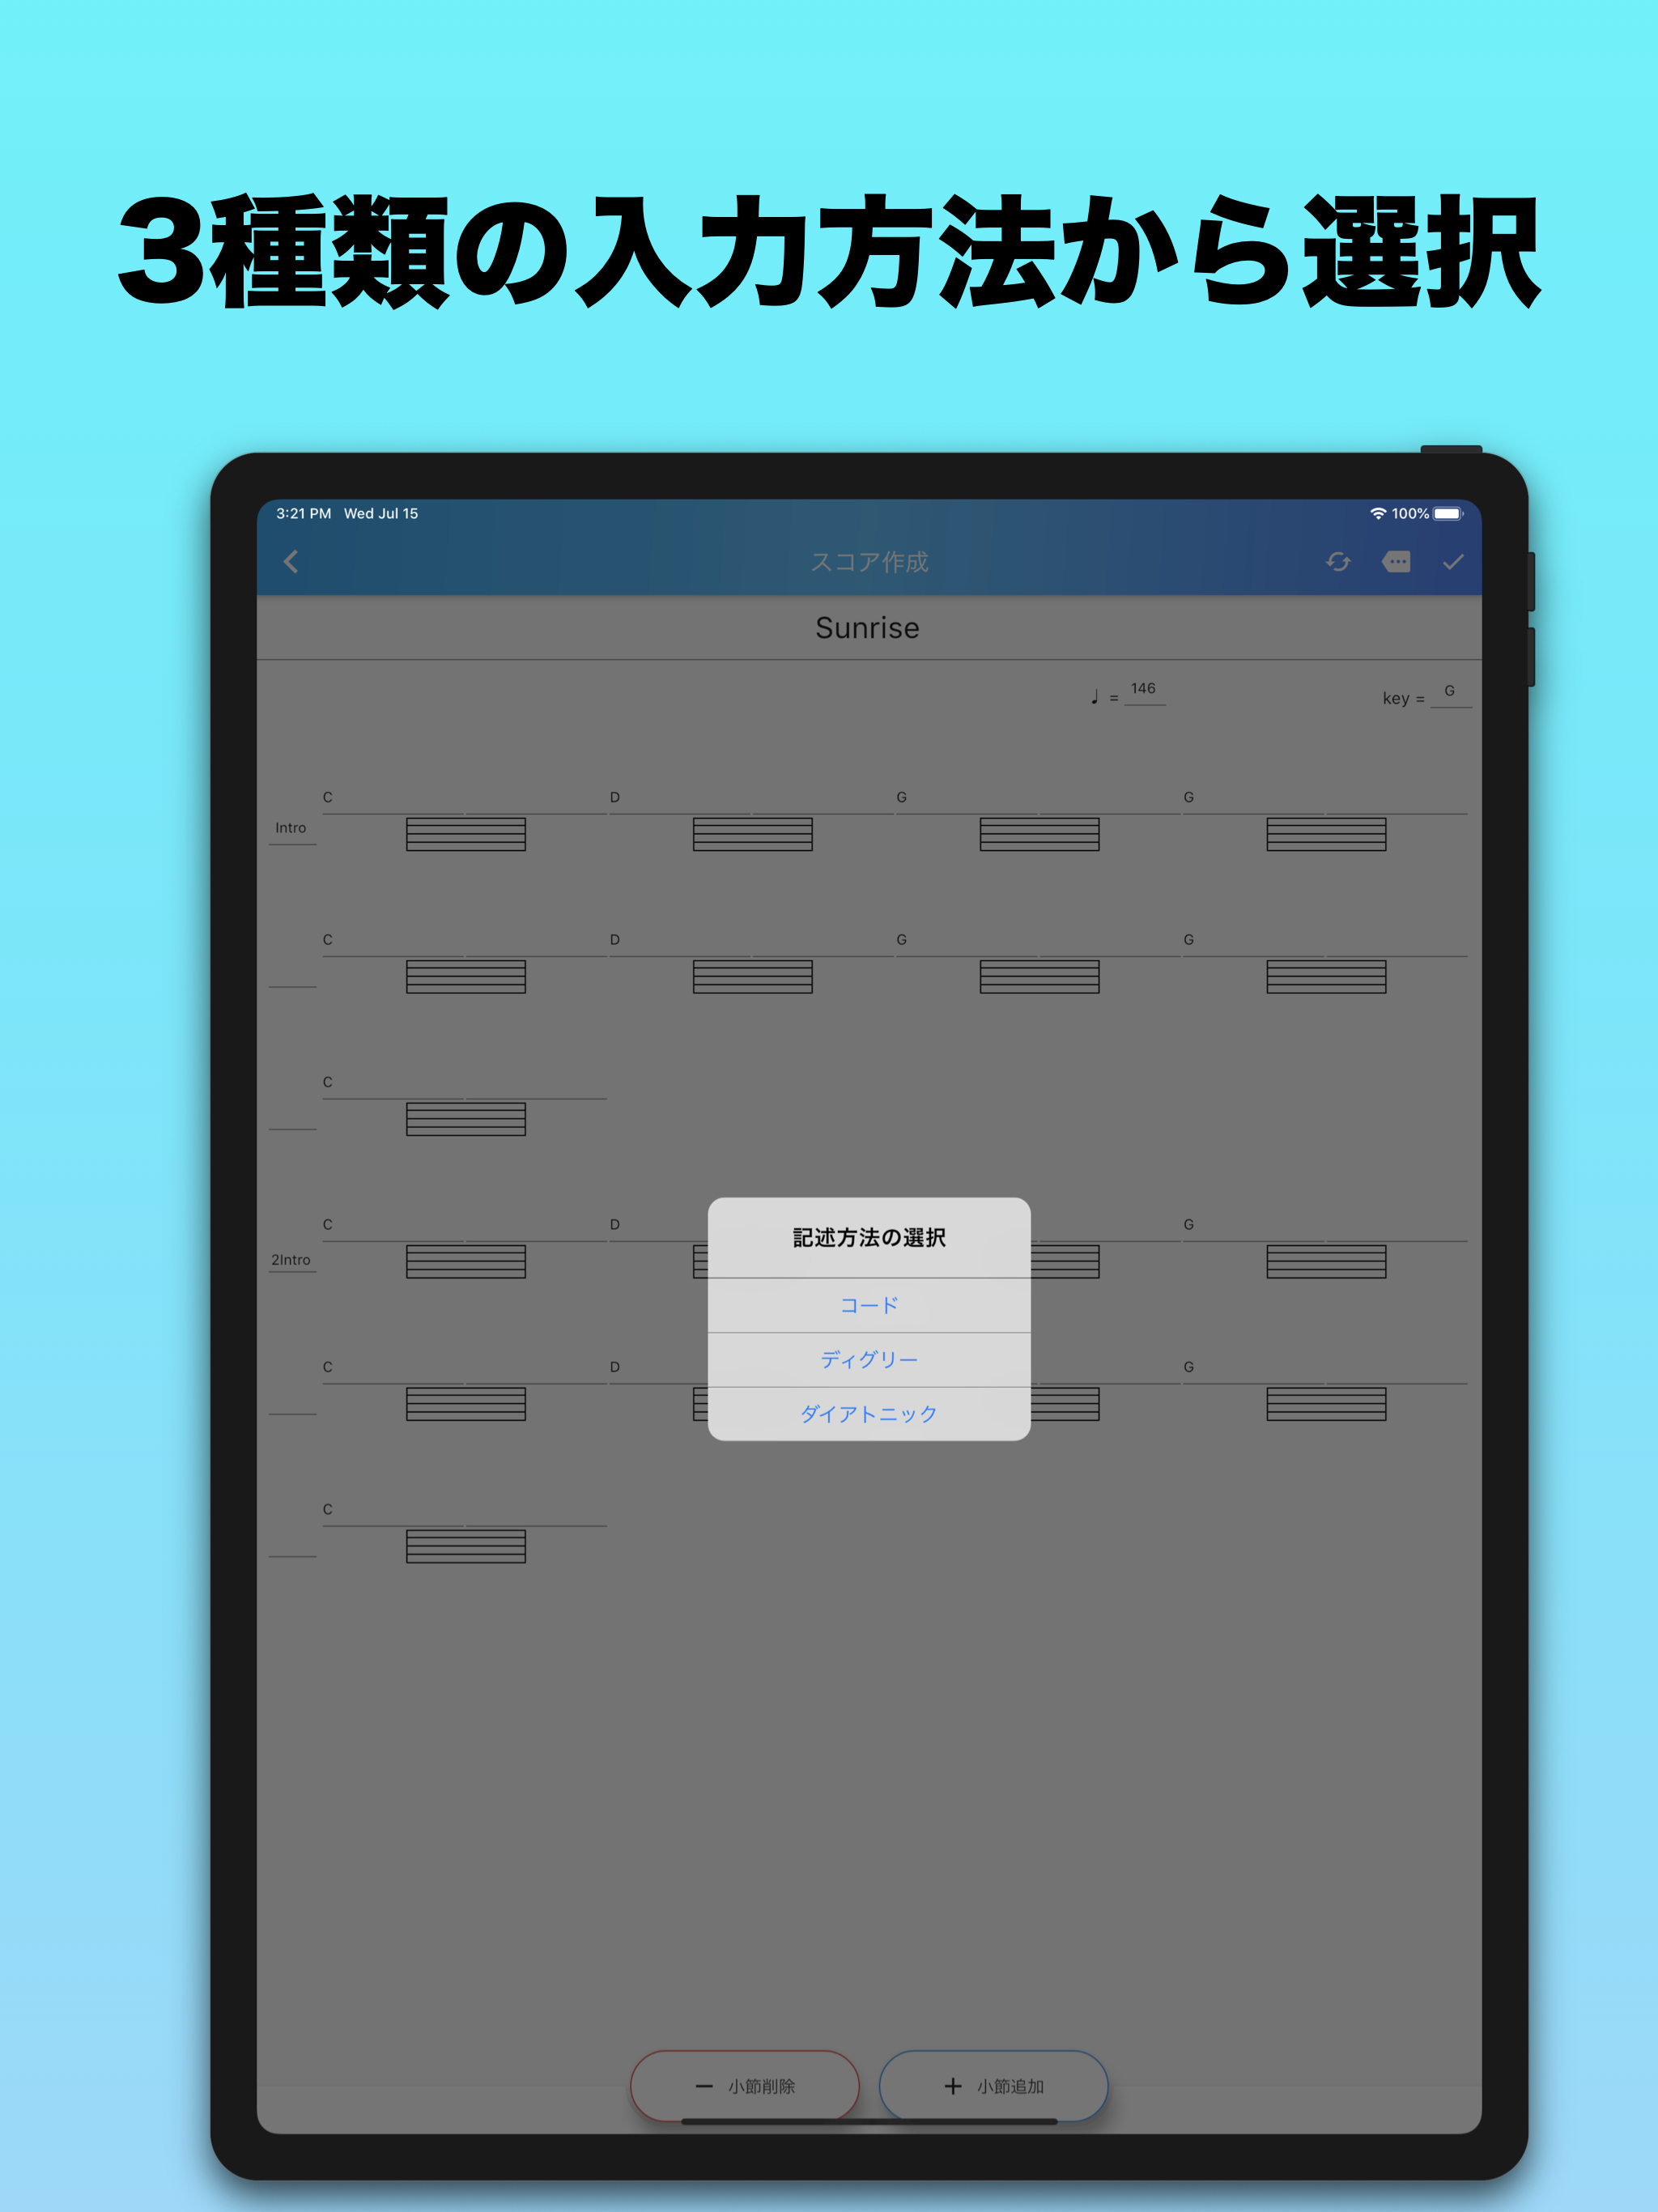 3種類の入力方法から選択
3:21 PM Wed Jul 15 100%
スコア作成
Sunrise
♩ = 146 key = G
C D G G
Intro
C D G G
C
C D G
2Intro
記述方法の選択
コード
C D G
ディグリー
ダイアトニック
C
− 小節削除 + 小節追加